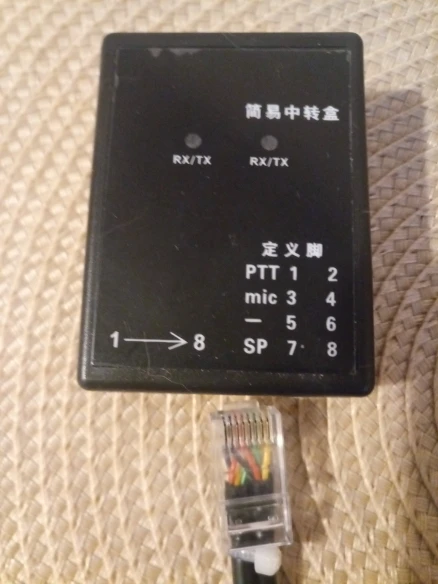 简易中转盒
RX/TX RX/TX
定义脚
PTT 1 2
mic 3 4
— 5 6
1 → 8 SP 7 8